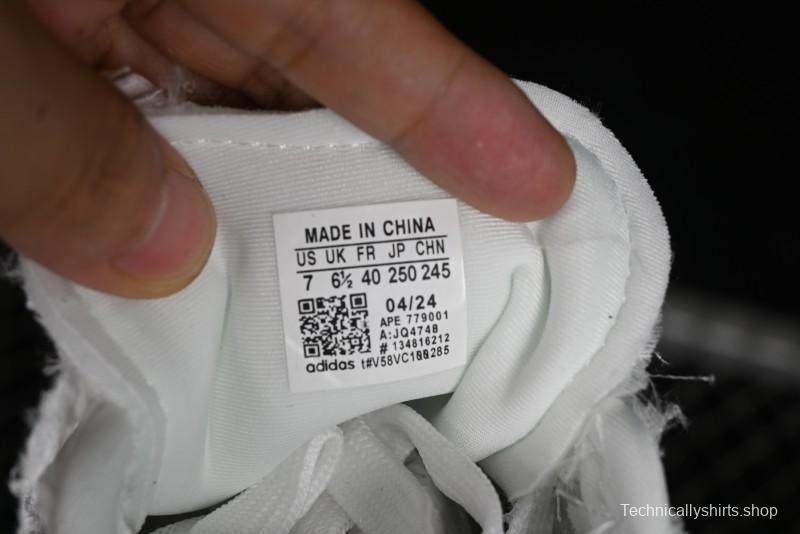 MADE IN CHINA
US UK FR JP CHN
7 6½ 40 250 245
04/24
APE 779001
A:JQ4748
# 134816212
adidas t#V58VC100285
Technicallyshirts.shop